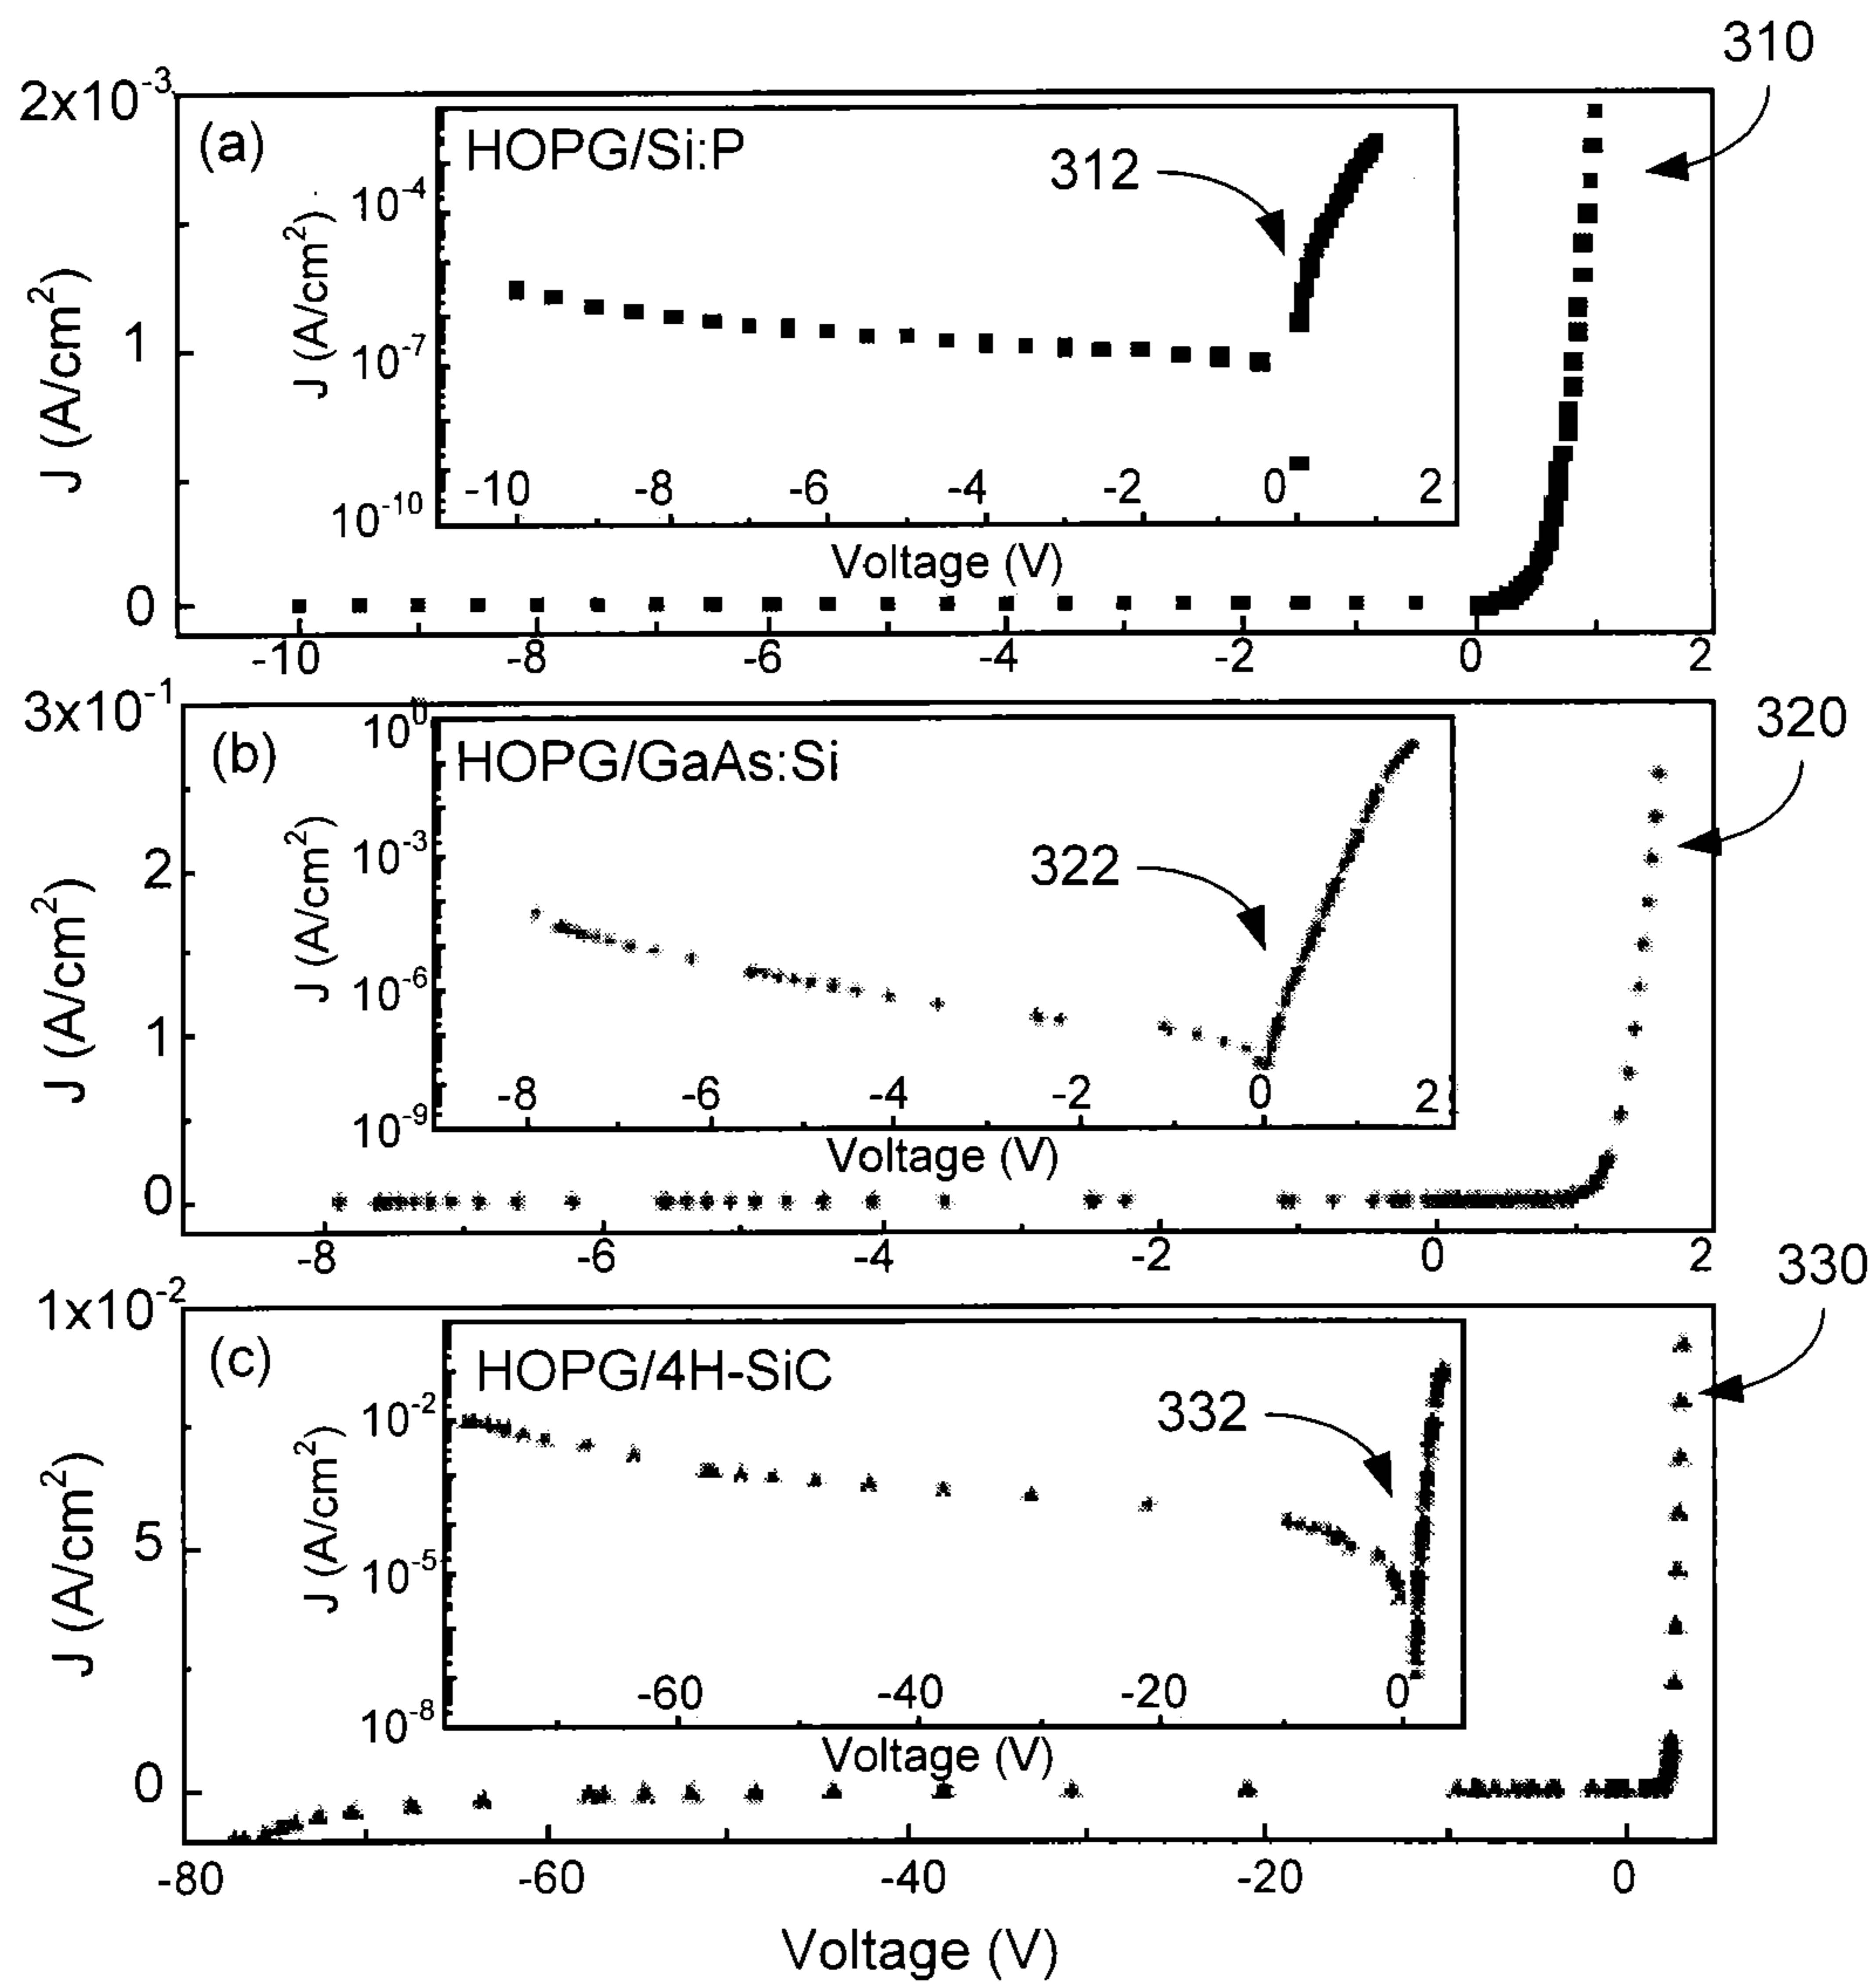 310
2x10-3
(a)
HOPG/Si:P
312
10-4
J (A/cm2)
10-7
10-10
-10 -8 -6 -4 -2 0 2
Voltage (V)
J (A/cm2)
1
0
-10 -8 -6 -4 -2 0 2
320
3x10-1
(b)
HOPG/GaAs:Si
322
100
10-3
J (A/cm2)
10-6
10-9
-8 -6 -4 -2 0 2
Voltage (V)
J (A/cm2)
2
1
0
-8 -6 -4 -2 0 2
330
1x10-2
(c)
HOPG/4H-SiC
332
10-2
J (A/cm2)
10-5
10-8
-60 -40 -20 0
Voltage (V)
J (A/cm2)
5
0
-80 -60 -40 -20 0
Voltage (V)